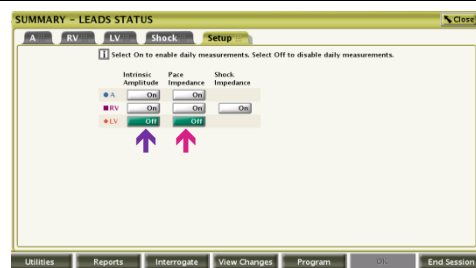 SUMMARY - LEADS STATUS
Close
A RV LV Shock Setup
i Select On to enable daily measurements. Select Off to disable daily measurements.
Intrinsic Pace Shock
Amplitude Impedance Impedance
A On On
RV On On On
LV Off Off
Utilities Reports Interrogate View Changes Program OK End Session